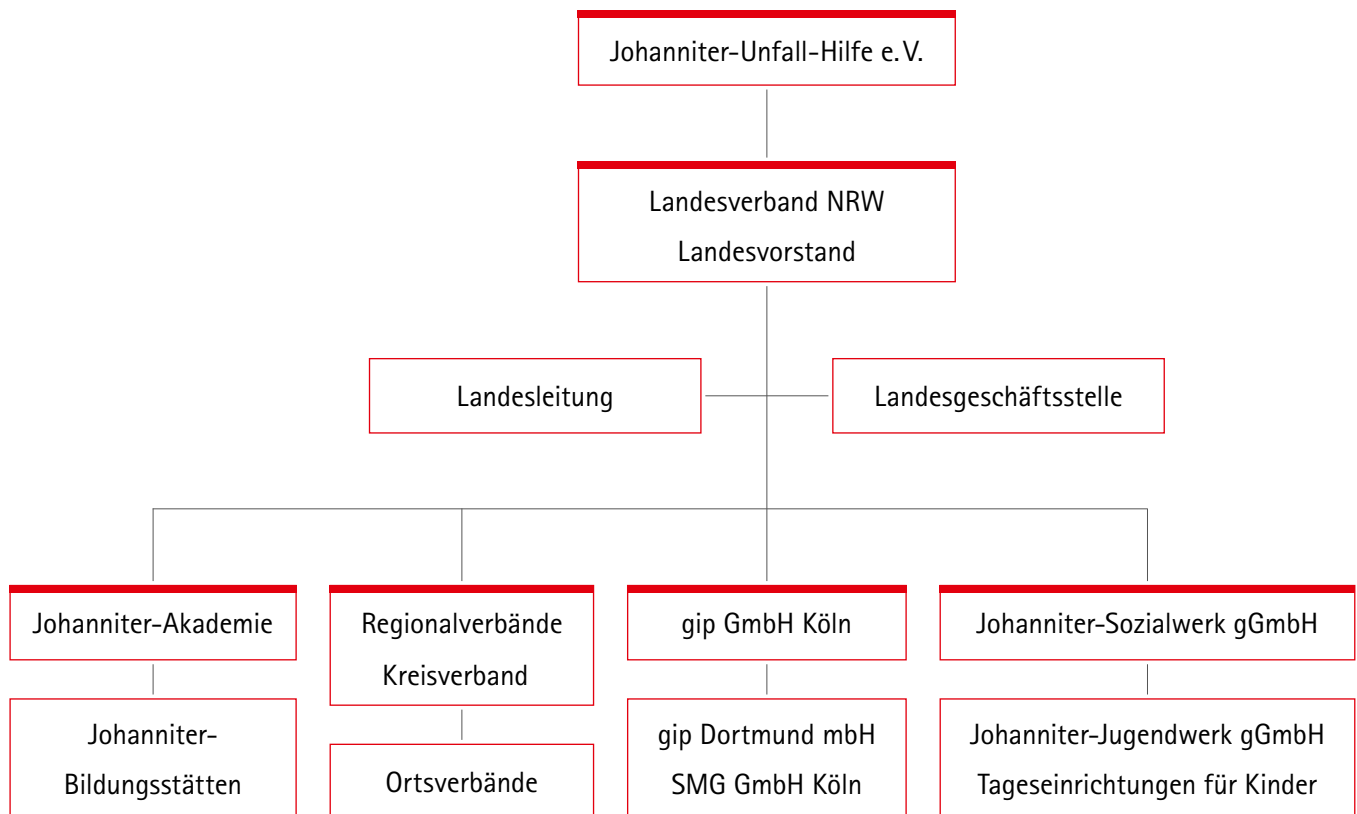 Johanniter-Unfall-Hilfe e.V.
Landesverband NRW
Landesvorstand
Landesleitung
Landesgeschäftsstelle
Johanniter-Akademie
Regionalverbände
Kreisverband
gip GmbH Köln
Johanniter-Sozialwerk gGmbH
Johanniter-
Bildungsstätten
Ortsverbände
gip Dortmund mbH
SMG GmbH Köln
Johanniter-Jugendwerk gGmbH
Tageseinrichtungen für Kinder